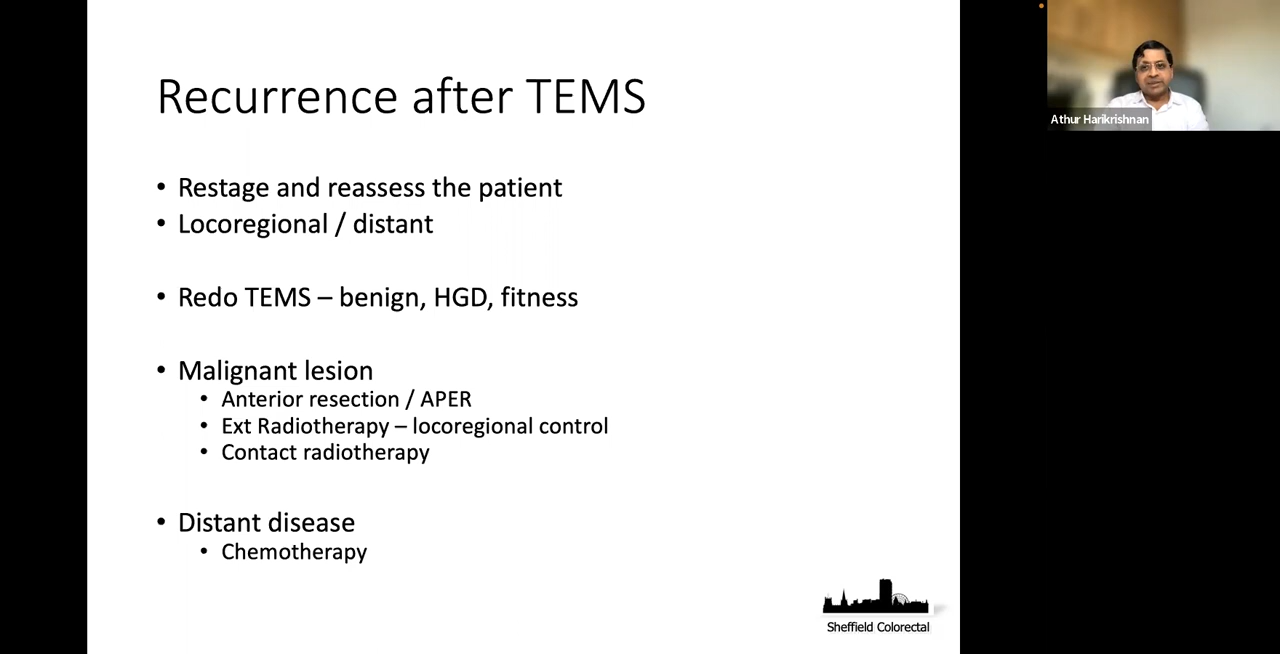 Recurrence after TEMS
• Restage and reassess the patient
• Locoregional / distant
• Redo TEMS – benign, HGD, fitness
• Malignant lesion
• Anterior resection / APER
• Ext Radiotherapy – locoregional control
• Contact radiotherapy
• Distant disease
• Chemotherapy
Sheffield Colorectal
Athur Harikrishnan